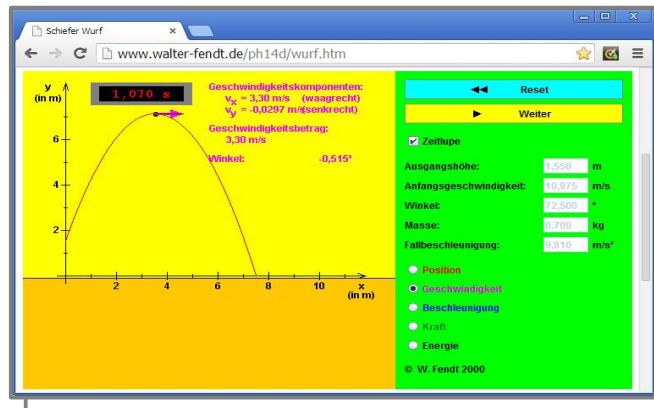 Schiefer Wurf
www.walter-fendt.de/ph14d/wurf.htm
y
(in m)
1,070 s
Geschwindigkeitskomponenten:
vx = 3,30 m/s (waagrecht)
vy = -0,0297 m/s(senkrecht)
Geschwindigkeitsbetrag:
3,30 m/s
Winkel: -0,515°
6
4
2
2 4 6 8 10 x
(in m)
Reset
Weiter
Zeitlupe
Ausgangshöhe: 1,550 m
Anfangsgeschwindigkeit: 10,975 m/s
Winkel: 72,500 °
Masse: 0,700 kg
Fallbeschleunigung: 9,810 m/s²
Position
Geschwindigkeit
Beschleunigung
Kraft
Energie
© W. Fendt 2000